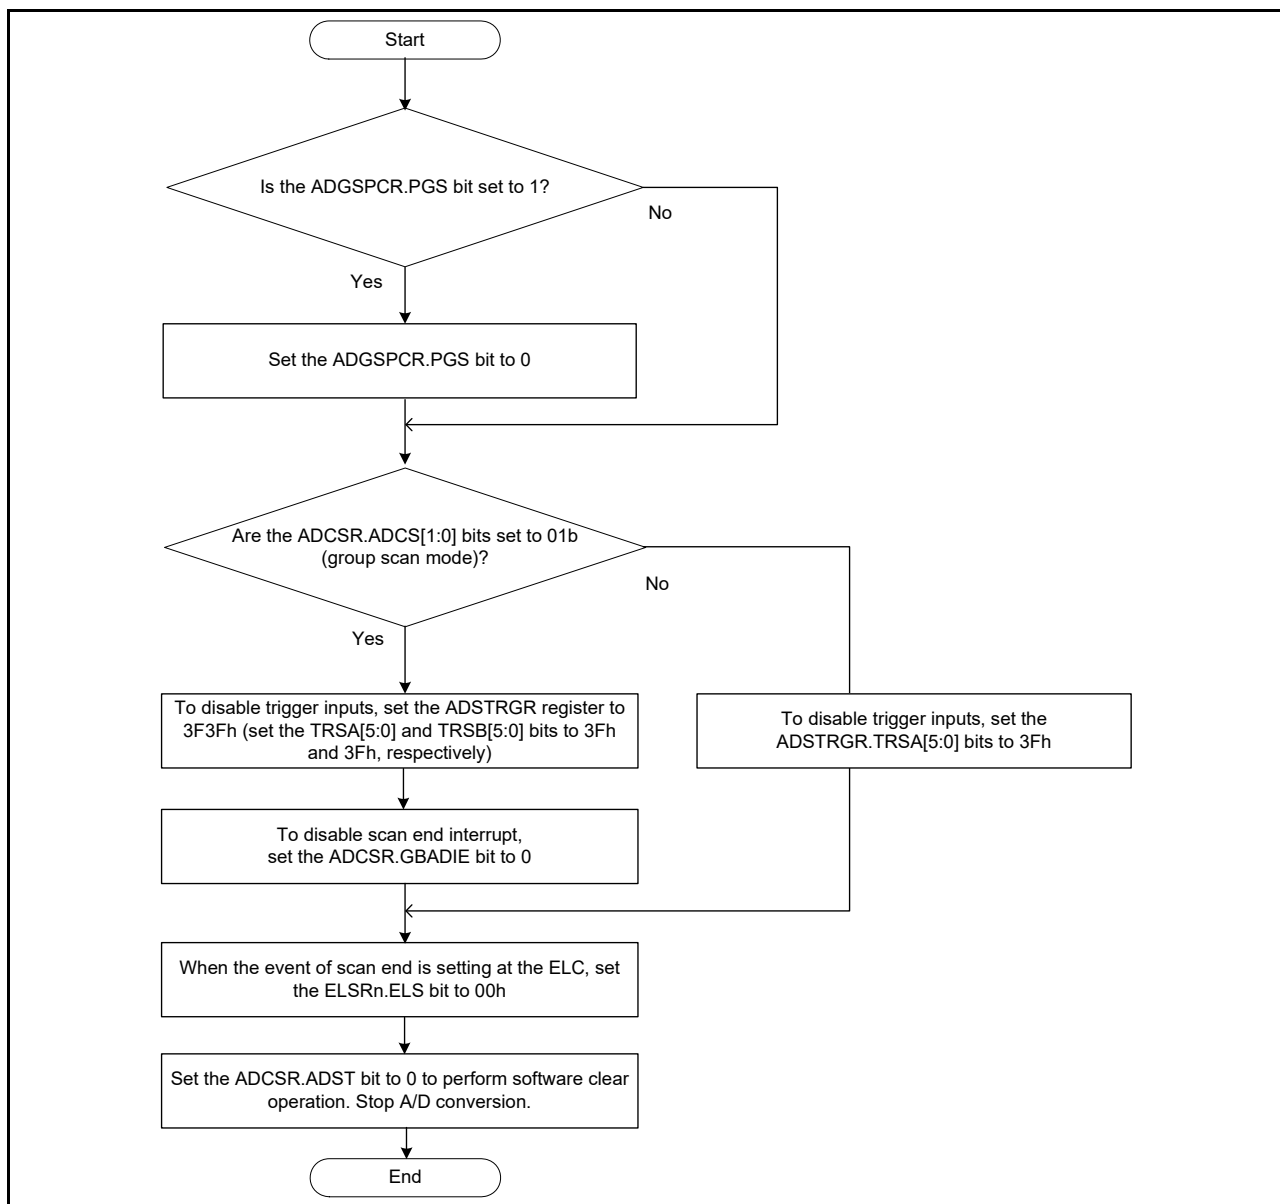 Start
Is the ADGSPCR.PGS bit set to 1?
No
Yes
Set the ADGSPCR.PGS bit to 0
Are the ADCSR.ADCS[1:0] bits set to 01b
(group scan mode)?
No
Yes
To disable trigger inputs, set the ADSTRGR register to
3F3Fh (set the TRSA[5:0] and TRSB[5:0] bits to 3Fh
and 3Fh, respectively)
To disable trigger inputs, set the
ADSTRGR.TRSA[5:0] bits to 3Fh
To disable scan end interrupt,
set the ADCSR.GBADIE bit to 0
When the event of scan end is setting at the ELC, set
the ELSRn.ELS bit to 00h
Set the ADCSR.ADST bit to 0 to perform software clear
operation. Stop A/D conversion.
End